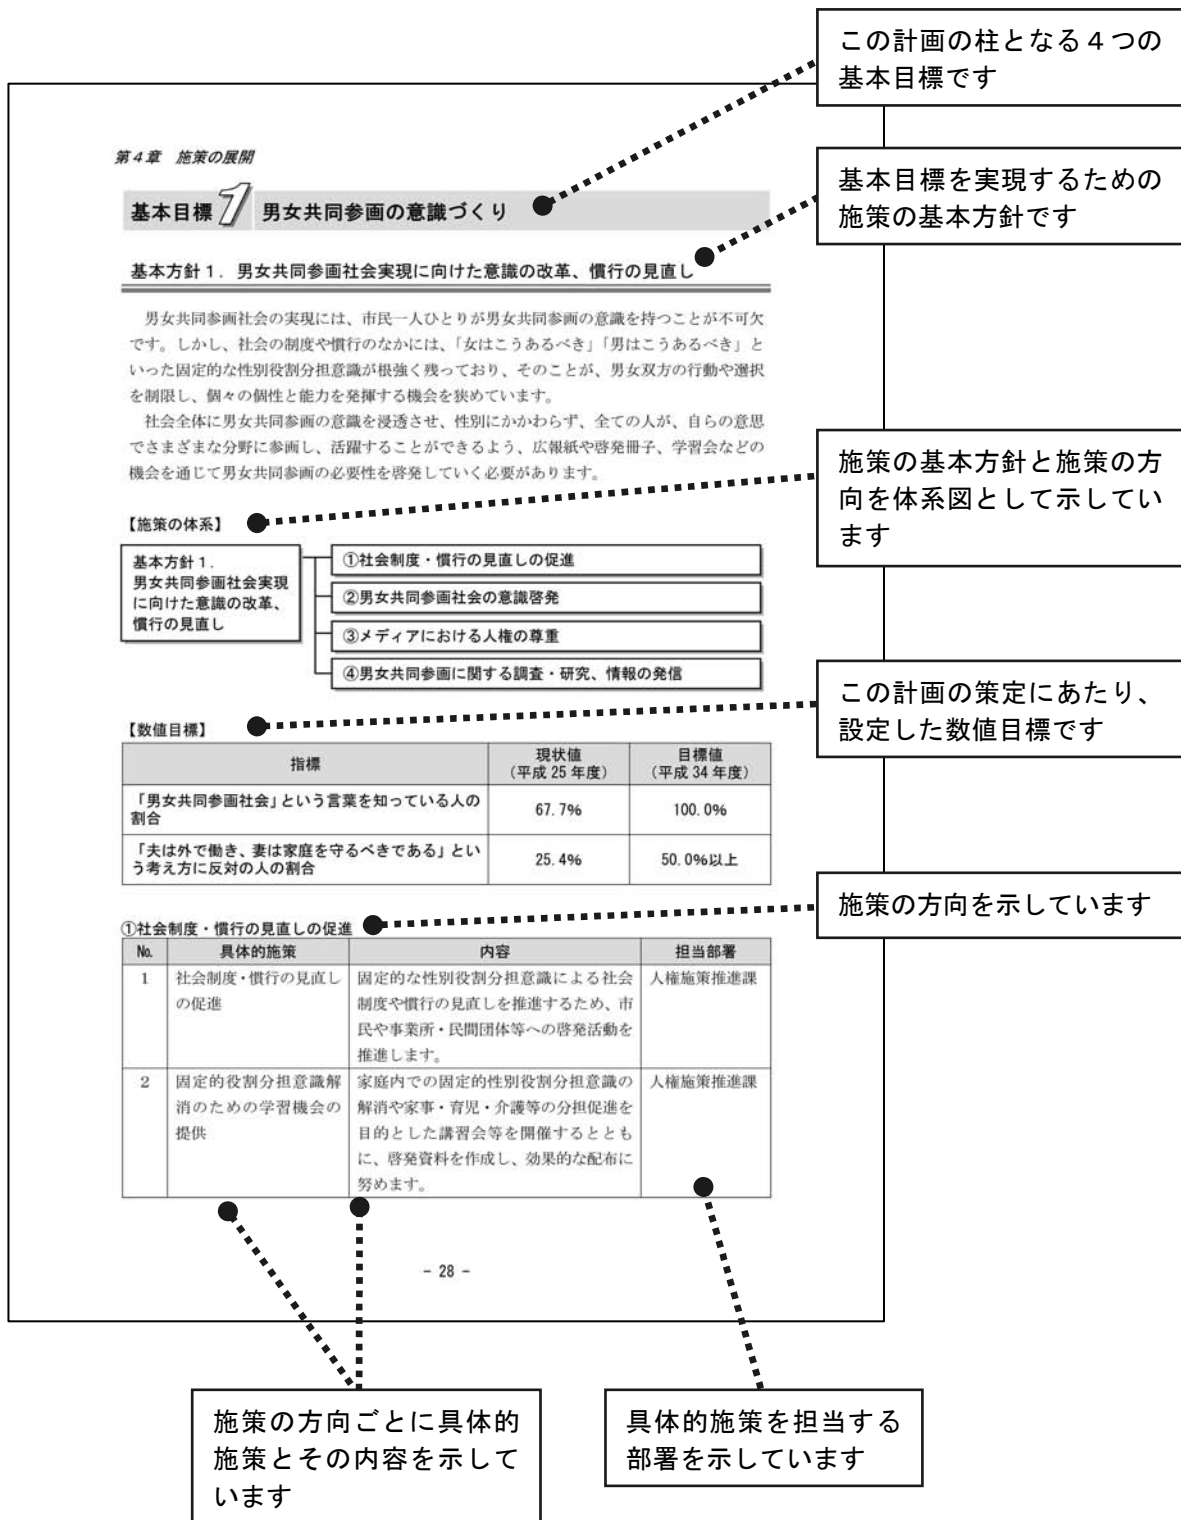 この計画の柱となる４つの
基本目標です
第４章　施策の展開
基本目標 1 男女共同参画の意識づくり
基本目標を実現するための
施策の基本方針です
基本方針１．男女共同参画社会実現に向けた意識の改革、慣行の見直し
男女共同参画社会の実現には、市民一人ひとりが男女共同参画の意識を持つことが不可欠
です。しかし、社会の制度や慣行のなかには、「女はこうあるべき」「男はこうあるべき」と
いった固定的な性別役割分担意識が根強く残っており、そのことが、男女双方の行動や選択
を制限し、個々の個性と能力を発揮する機会を狭めています。
社会全体に男女共同参画の意識を浸透させ、性別にかかわらず、全ての人が、自らの意思
でさまざまな分野に参画し、活躍することができるよう、広報紙や啓発冊子、学習会などの
機会を通じて男女共同参画の必要性を啓発していく必要があります。
施策の基本方針と施策の方
向を体系図として示してい
ます
【施策の体系】
基本方針１．
男女共同参画社会実現
に向けた意識の改革、
慣行の見直し
①社会制度・慣行の見直しの促進
②男女共同参画社会の意識啓発
③メディアにおける人権の尊重
④男女共同参画に関する調査・研究、情報の発信
この計画の策定にあたり、
設定した数値目標です
【数値目標】
指標 現状値 目標値
（平成 25 年度） （平成 34 年度）
「男女共同参画社会」という言葉を知っている人の
割合 67.7% 100.0%
「夫は外で働き、妻は家庭を守るべきである」とい
う考え方に反対の人の割合 25.4% 50.0%以上
施策の方向を示しています
①社会制度・慣行の見直しの促進
№ 具体的施策 内容 担当部署
1 社会制度・慣行の見直し 固定的な性別役割分担意識による社会 人権施策推進課
の促進 制度や慣行の見直しを推進するため、市
民や事業所・民間団体等への啓発活動を
推進します。
2 固定的役割分担意識解 家庭内での固定的性別役割分担意識の 人権施策推進課
消のための学習機会の 解消や家事・育児・介護等の分担促進を
提供 目的とした講習会等を開催するととも
に、啓発資料を作成し、効果的な配布に
努めます。
－ 28 －
施策の方向ごとに具体的
施策とその内容を示して
います
具体的施策を担当する
部署を示しています